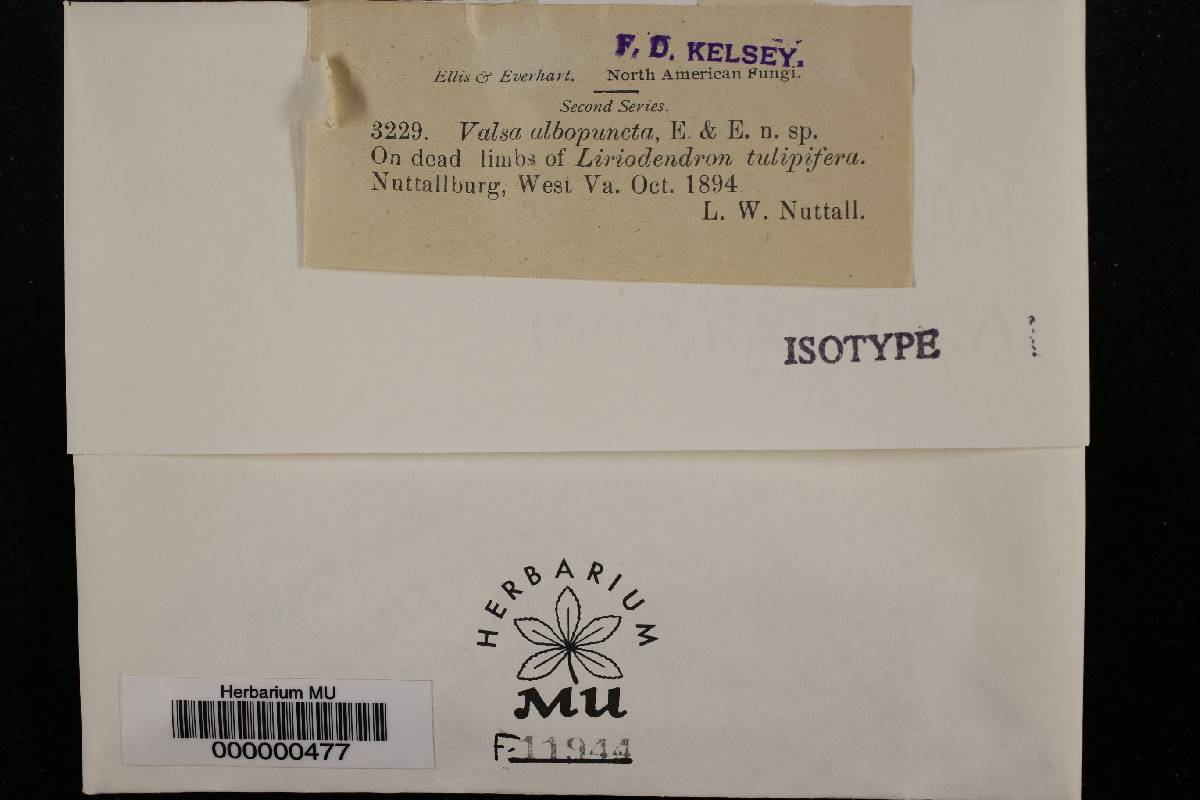 F. D. KELSEY.
Ellis & Everhart. North American Fungi.
Second Series.
3229. Valsa albopuncta, E. & E. n. sp.
On dead limbs of Liriodendron tulipifera.
Nuttallburg, West Va. Oct. 1894
L. W. Nuttall.
ISOTYPE
HERBARIUM
MU
F-11944
Herbarium MU
000000477